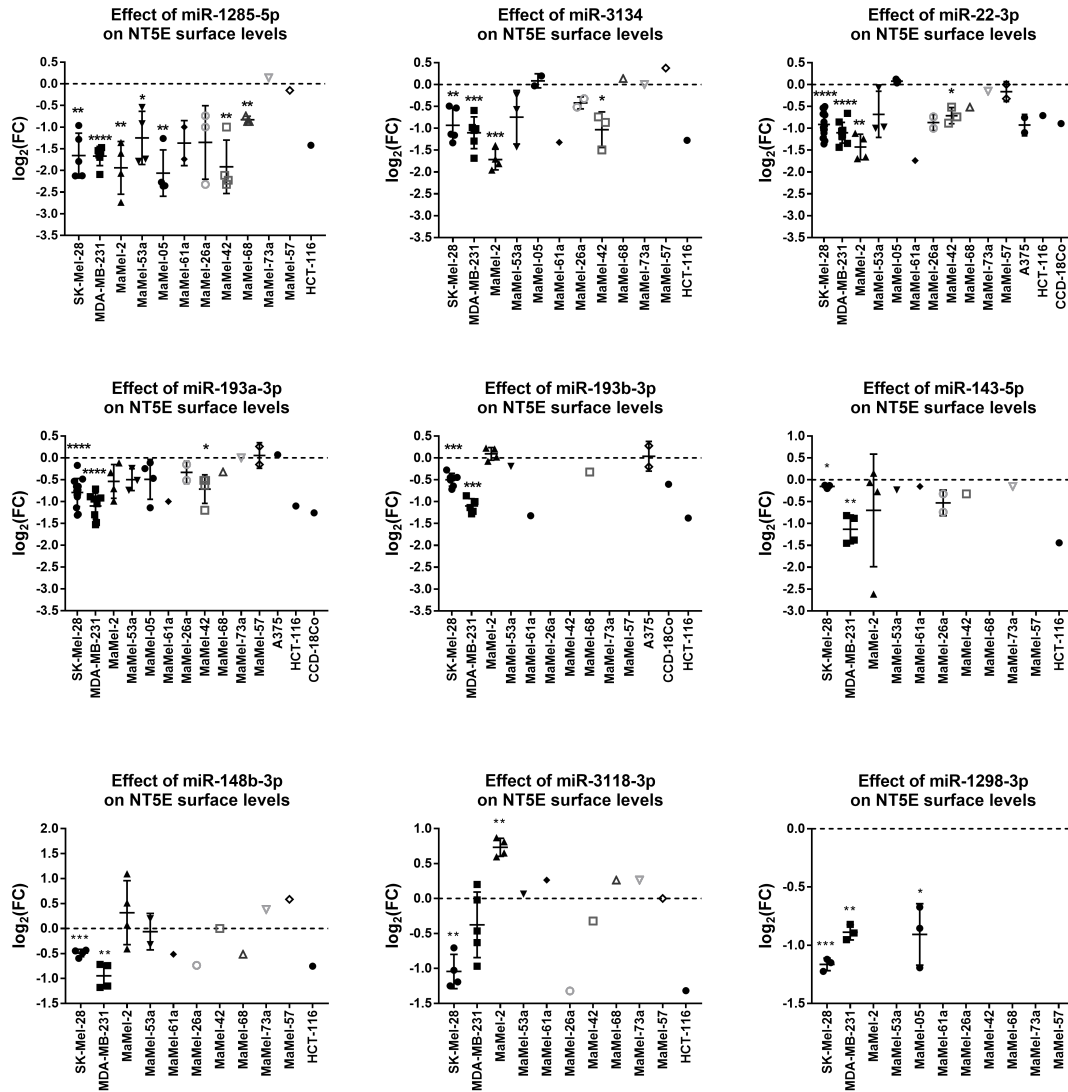 Effect of miR-1285-5p
on NT5E surface levels
log2(FC)
0.5
0.0
-0.5
-1.0
-1.5
-2.0
-2.5
-3.0
-3.5
**
****
**
*
**
**
**
SK-Mel-28
MDA-MB-231
MaMel-2
MaMel-53a
MaMel-05
MaMel-61a
MaMel-26a
MaMel-42
MaMel-68
MaMel-73a
MaMel-57
HCT-116
Effect of miR-3134
on NT5E surface levels
log2(FC)
0.5
0.0
-0.5
-1.0
-1.5
-2.0
-2.5
-3.0
-3.5
**
***
***
*
SK-Mel-28
MDA-MB-231
MaMel-2
MaMel-53a
MaMel-05
MaMel-61a
MaMel-26a
MaMel-42
MaMel-68
MaMel-73a
MaMel-57
HCT-116
Effect of miR-22-3p
on NT5E surface levels
log2(FC)
0.5
0.0
-0.5
-1.0
-1.5
-2.0
-2.5
-3.0
-3.5
****
****
**
*
SK-Mel-28
MDA-MB-231
MaMel-2
MaMel-53a
MaMel-05
MaMel-61a
MaMel-26a
MaMel-42
MaMel-68
MaMel-73a
MaMel-57
A375
HCT-116
CCD-18Co
Effect of miR-193a-3p
on NT5E surface levels
log2(FC)
0.5
0.0
-0.5
-1.0
-1.5
-2.0
-2.5
-3.0
-3.5
****
****
*
SK-Mel-28
MDA-MB-231
MaMel-2
MaMel-53a
MaMel-05
MaMel-61a
MaMel-26a
MaMel-42
MaMel-68
MaMel-73a
MaMel-57
A375
HCT-116
CCD-18Co
Effect of miR-193b-3p
on NT5E surface levels
log2(FC)
0.5
0.0
-0.5
-1.0
-1.5
-2.0
-2.5
-3.0
-3.5
***
***
SK-Mel-28
MDA-MB-231
MaMel-2
MaMel-53a
MaMel-61a
MaMel-26a
MaMel-42
MaMel-68
MaMel-73a
MaMel-57
A375
CCD-18Co
HCT-116
Effect of miR-143-5p
on NT5E surface levels
log2(FC)
1.0
0.5
0.0
-0.5
-1.0
-1.5
-2.0
-2.5
-3.0
*
**
SK-Mel-28
MDA-MB-231
MaMel-2
MaMel-53a
MaMel-61a
MaMel-26a
MaMel-42
MaMel-68
MaMel-73a
MaMel-57
HCT-116
Effect of miR-148b-3p
on NT5E surface levels
log2(FC)
2.0
1.5
1.0
0.5
0.0
-0.5
-1.0
-1.5
***
**
SK-Mel-28
MDA-MB-231
MaMel-2
MaMel-53a
MaMel-61a
MaMel-26a
MaMel-42
MaMel-68
MaMel-73a
MaMel-57
HCT-116
Effect of miR-3118-3p
on NT5E surface levels
log2(FC)
1.0
0.5
0.0
-0.5
-1.0
-1.5
**
**
SK-Mel-28
MDA-MB-231
MaMel-2
MaMel-53a
MaMel-61a
MaMel-26a
MaMel-42
MaMel-68
MaMel-73a
MaMel-57
HCT-116
Effect of miR-1298-3p
on NT5E surface levels
log2(FC)
0.0
-0.5
-1.0
-1.5
***
**
*
SK-Mel-28
MDA-MB-231
MaMel-2
MaMel-53a
MaMel-05
MaMel-61a
MaMel-26a
MaMel-42
MaMel-68
MaMel-73a
MaMel-57